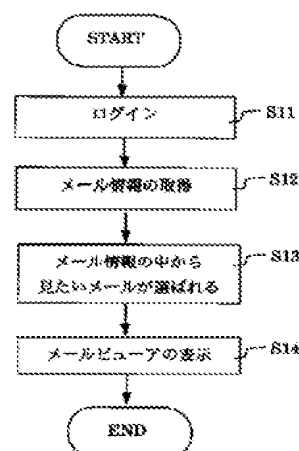 START
ログイン
S11
メール情報の取得
S12
メール情報の中から
見たいメールが選ばれる
S13
メールビューアの表示
S14
END